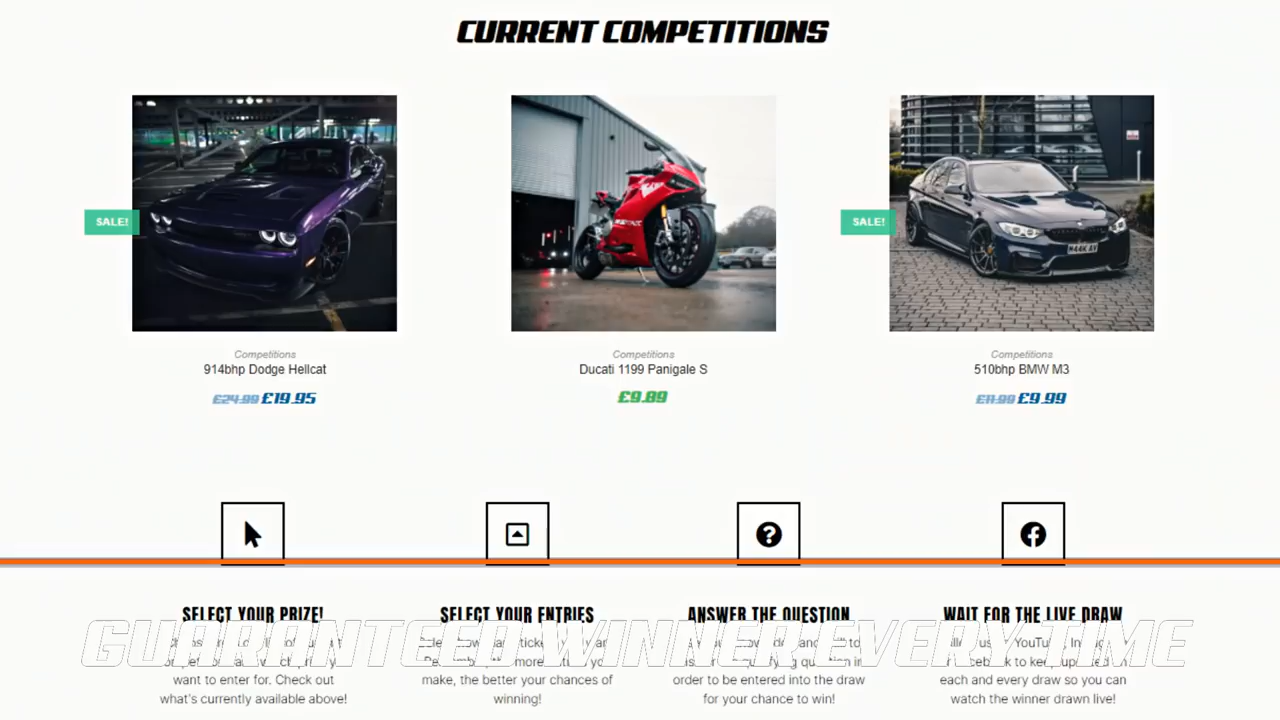 CURRENT COMPETITIONS
SALE!
SALE!
Competitions
914bhp Dodge Hellcat
£24.99 £19.95
Competitions
Ducati 1199 Panigale S
£9.89
Competitions
510bhp BMW M3
£11.99 £9.99
SELECT YOUR PRIZE!
want to enter for. Check out
what's currently available above!
SELECT YOUR ENTRIES
make, the better your chances of
winning!
ANSWER THE QUESTION
order to be entered into the draw
for your chance to win!
WAIT FOR THE LIVE DRAW
each and every draw so you can
watch the winner drawn live!
GUARANTEED WINNER EVERY TIME